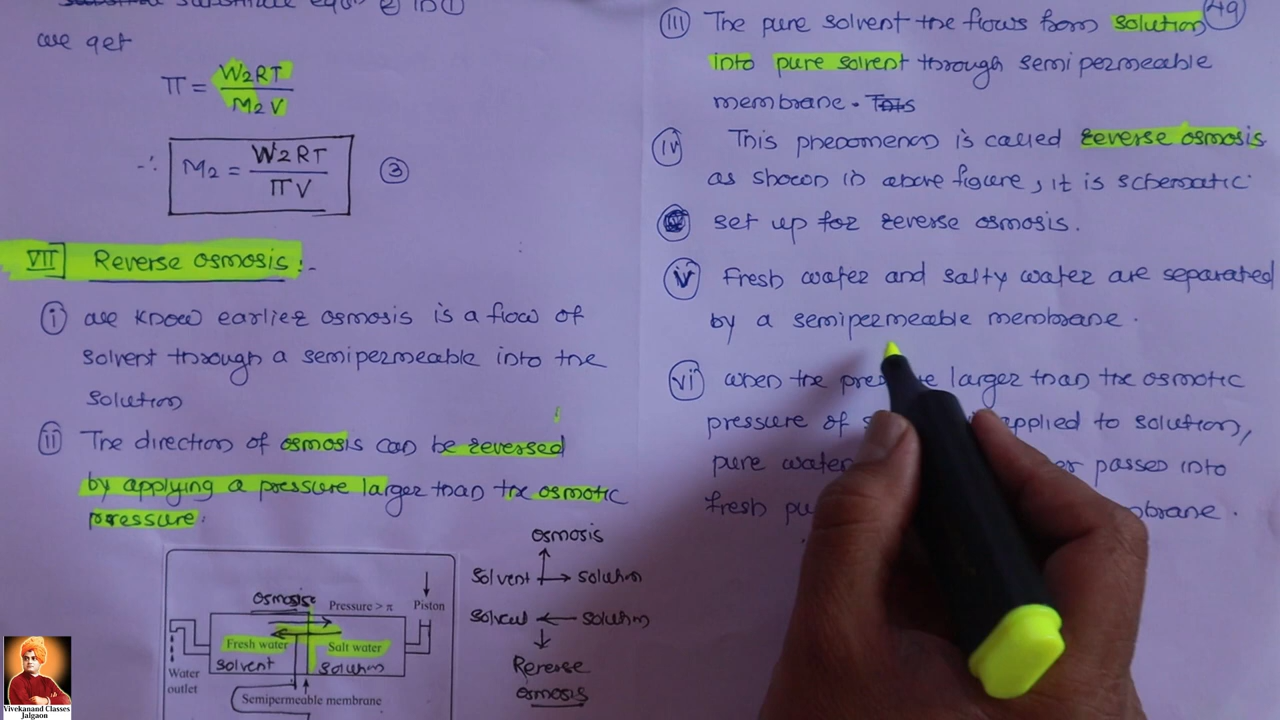 we get
π = W2RT / M2V
∴ M2 = W2RT / πV ③
VII Reverse osmosis :-
i we know earlier osmosis is a flow of
solvent through a semipermeable into the
solution
ii The direction of osmosis can be reversed
by applying a pressure larger than the osmotic
pressure.
osmosis
solvent → solution
solvent ← solution
Reverse
osmosis
osmosis
Pressure > π
Piston
Fresh water
Salt water
solvent
solution
Water
outlet
Semipermeable membrane
49
iii The pure solvent the flows from solution
into pure solvent through semipermeable
membrane.
iv This phenomenon is called reverse osmosis
as shown in above figure, it is schematic
set up for reverse osmosis.
v Fresh water and salty water are separated
by a semipermeable membrane.
vi when the larger than the osmotic
pressure of applied to solution,
pure water passed into
fresh
Vivekanand Classes
Jalgaon